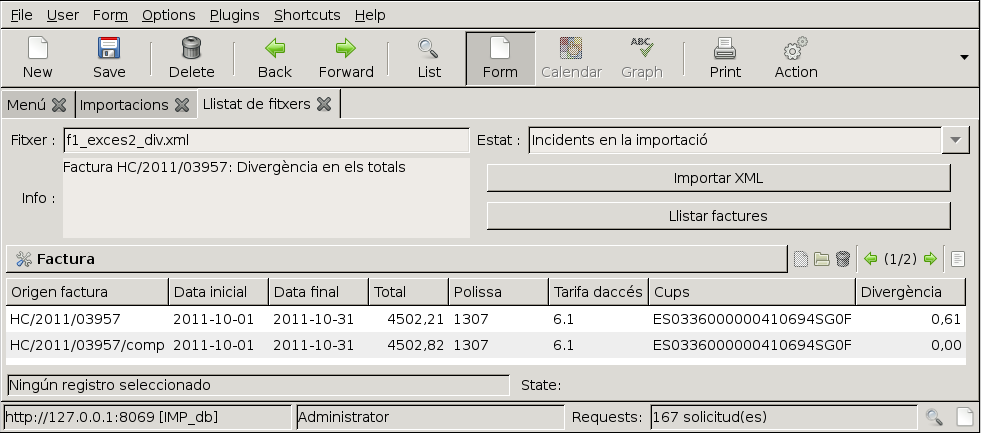 File User Form Options Plugins Shortcuts Help
New Save Delete Back Forward List Form Calendar ABC Graph Print Action
Menú Importacions Llistat de fitxers
Fitxer : f1_exces2_div.xml Estat : Incidents en la importació
Info : Factura HC/2011/03957: Divergència en els totals
Importar XML
Llistar factures
Factura (1/2)
Origen factura Data inicial Data final Total Polissa Tarifa daccés Cups Divergència
HC/2011/03957 2011-10-01 2011-10-31 4502,21 1307 6.1 ES0336000000410694SG0F 0,61
HC/2011/03957/comp 2011-10-01 2011-10-31 4502,82 1307 6.1 ES0336000000410694SG0F 0,00
Ningún registro seleccionado State:
http://127.0.0.1:8069 [IMP_db] Administrator Requests: 167 solicitud(es)